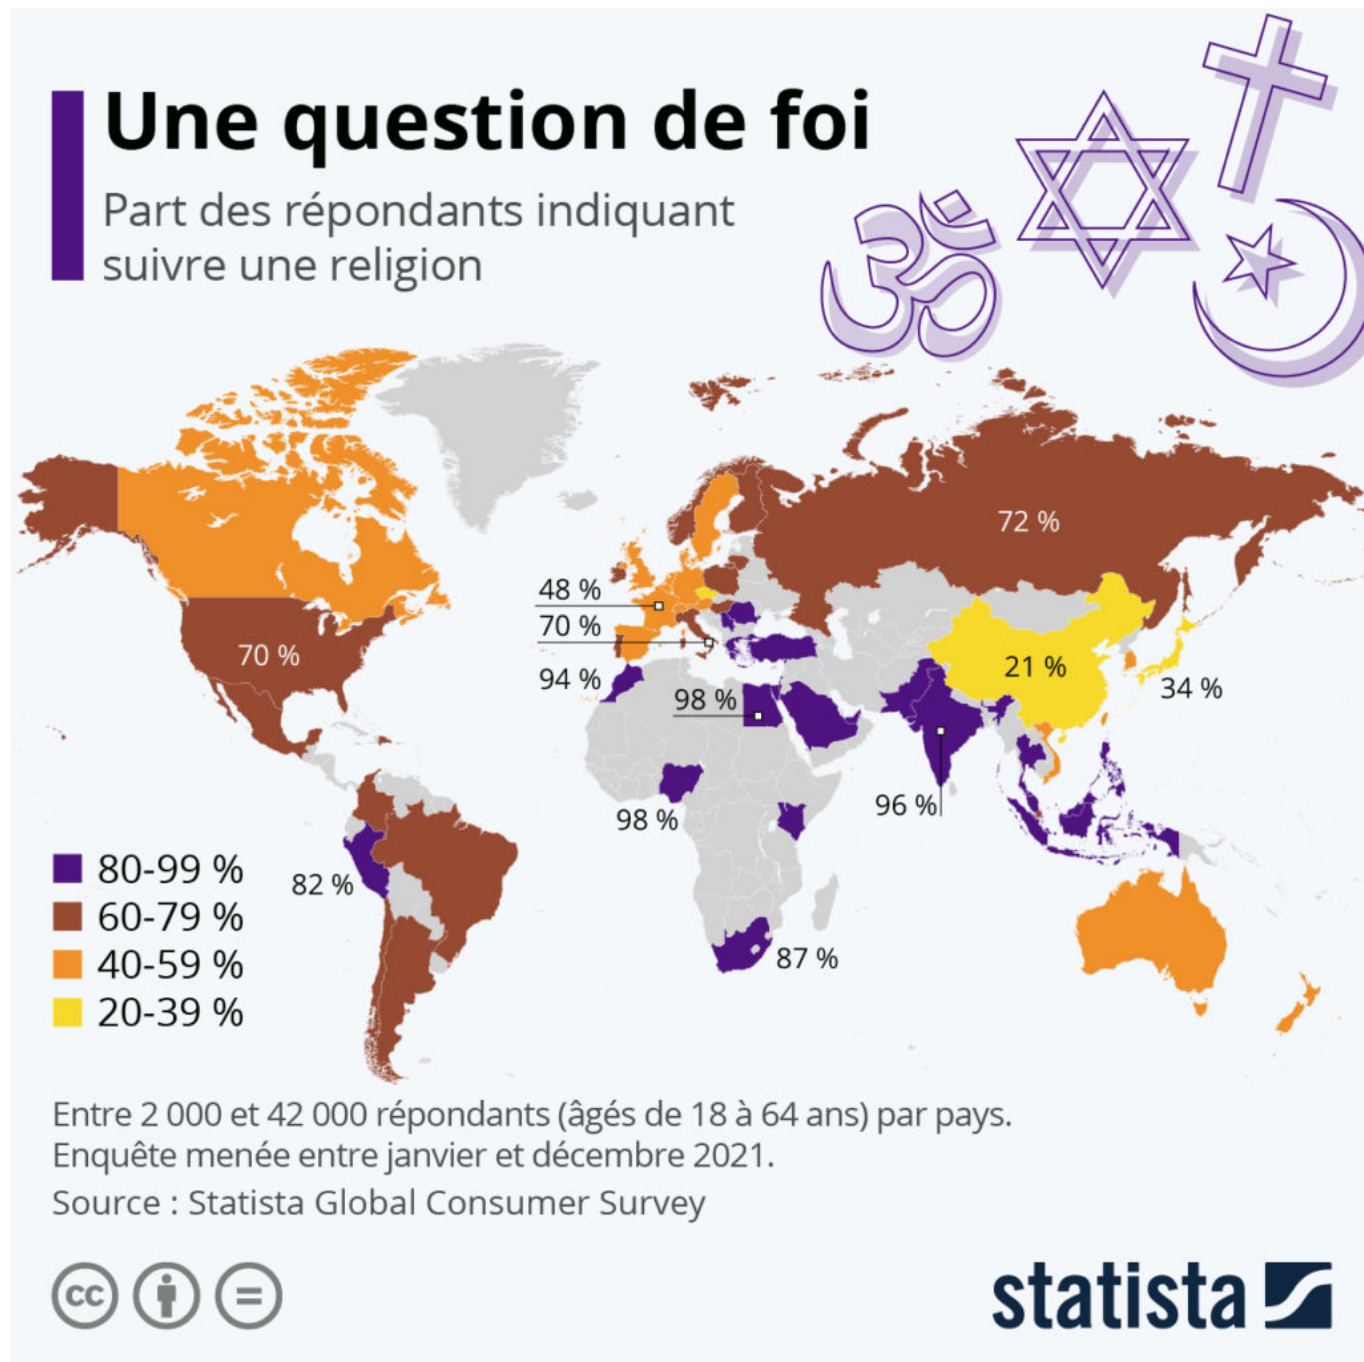 Une question de foi
Part des répondants indiquant
suivre une religion
72 %
48 %
70 %
70 %
94 %
98 %
21 %
34 %
98 %
96 %
82 %
87 %
80-99 %
60-79 %
40-59 %
20-39 %
Entre 2 000 et 42 000 répondants (âgés de 18 à 64 ans) par pays.
Enquête menée entre janvier et décembre 2021.
Source : Statista Global Consumer Survey
cc
statista